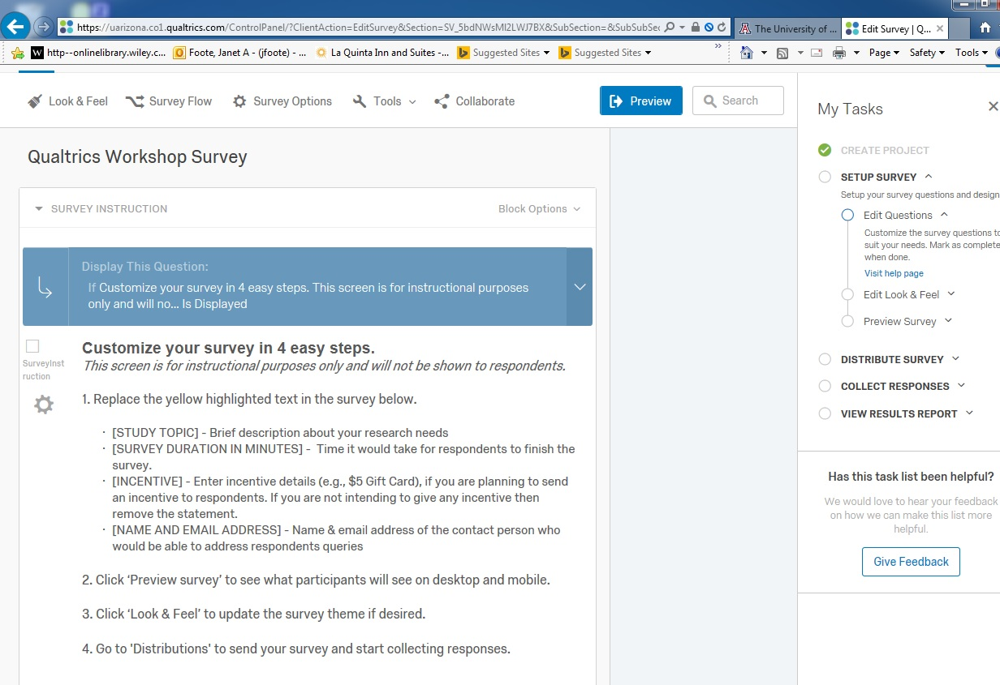 https://uarizona.co1.qualtrics.com/ControlPanel/?ClientAction=EditSurvey&Section=SV_5bdNWsMl2LWJ7BX&SubSection=&SubSubSec
The University of ...
Edit Survey | Q...
http--onlinelibrary.wiley.c...
Foote, Janet A - (jfoote) - ...
La Quinta Inn and Suites -...
Suggested Sites
Suggested Sites
Page
Safety
Tools
Look & Feel
Survey Flow
Survey Options
Tools
Collaborate
Preview
Search
Qualtrics Workshop Survey
SURVEY INSTRUCTION
Block Options
Display This Question:
If Customize your survey in 4 easy steps. This screen is for instructional purposes
only and will no... Is Displayed
SurveyInst
ruction
Customize your survey in 4 easy steps.
This screen is for instructional purposes only and will not be shown to respondents.
1. Replace the yellow highlighted text in the survey below.
· [STUDY TOPIC] - Brief description about your research needs
· [SURVEY DURATION IN MINUTES] - Time it would take for respondents to finish the
survey.
· [INCENTIVE] - Enter incentive details (e.g., $5 Gift Card), if you are planning to send
an incentive to respondents. If you are not intending to give any incentive then
remove the statement.
· [NAME AND EMAIL ADDRESS] - Name & email address of the contact person who
would be able to address respondents queries
2. Click ‘Preview survey’ to see what participants will see on desktop and mobile.
3. Click ‘Look & Feel’ to update the survey theme if desired.
4. Go to 'Distributions' to send your survey and start collecting responses.
My Tasks
CREATE PROJECT
SETUP SURVEY
Setup your survey questions and design
Edit Questions
Customize the survey questions to
suit your needs. Mark as complete
when done.
Visit help page
Edit Look & Feel
Preview Survey
DISTRIBUTE SURVEY
COLLECT RESPONSES
VIEW RESULTS REPORT
Has this task list been helpful?
We would love to hear your feedback
on how we can make this list more
helpful.
Give Feedback